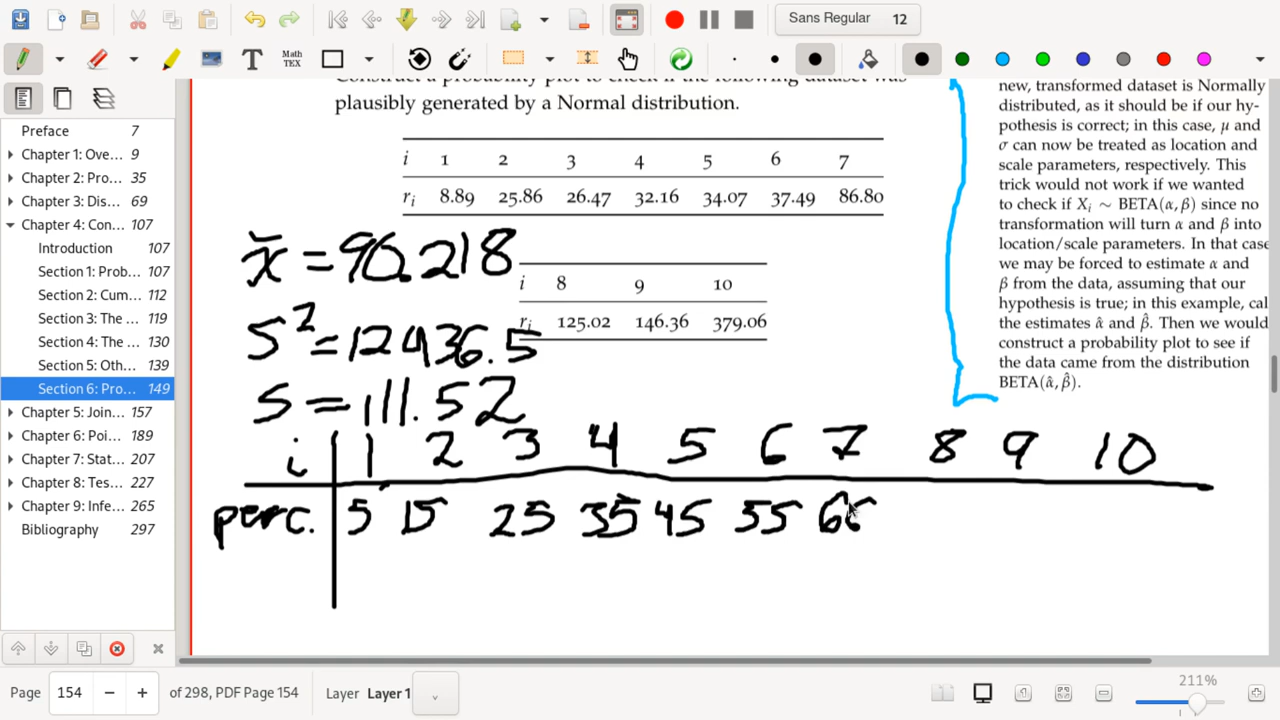 Sans Regular 12
T Math TEX
Preface 7
Chapter 1: Ove... 9
Chapter 2: Pro... 35
Chapter 3: Dis... 69
Chapter 4: Con... 107
Introduction 107
Section 1: Prob... 107
Section 2: Cum... 112
Section 3: The ... 119
Section 4: The ... 130
Section 5: Oth... 139
Section 6: Pro... 149
Chapter 5: Join... 157
Chapter 6: Poi... 189
Chapter 7: Stat... 207
Chapter 8: Tes... 227
Chapter 9: Infe... 265
Bibliography 297
Construct a probability plot to check if the following dataset was
plausibly generated by a Normal distribution.
i 1 2 3 4 5 6 7
rᵢ 8.89 25.86 26.47 32.16 34.07 37.49 86.80
i 8 9 10
rᵢ 125.02 146.36 379.06
x̄ = 90.218
S² = 12436.5
S = 111.52
i 1 2 3 4 5 6 7 8 9 10
perc. 5 15 25 35 45 55
new, transformed dataset is Normally
distributed, as it should be if our hy-
pothesis is correct; in this case, μ and
σ can now be treated as location and
scale parameters, respectively. This
trick would not work if we wanted
to check if Xᵢ ∼ BETA(α, β) since no
transformation will turn α and β into
location/scale parameters. In that case
we may be forced to estimate α and
β from the data, assuming that our
hypothesis is true; in this example, cal
the estimates α̂ and β̂. Then we would
construct a probability plot to see if
the data came from the distribution
BETA(α̂, β̂).
Page 154 of 298, PDF Page 154 Layer Layer 1 211%